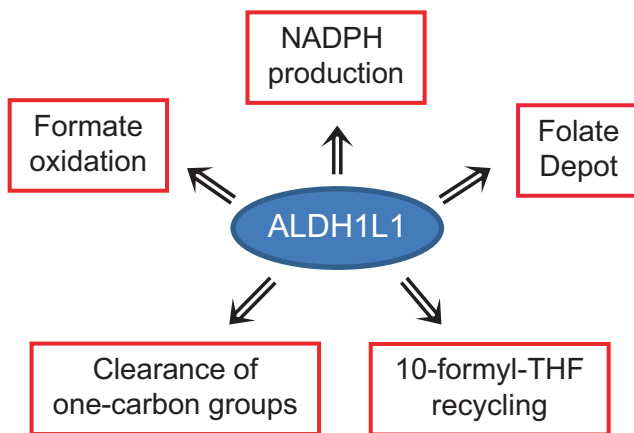 NADPH
production
Formate
oxidation
Folate
Depot
ALDH1L1
Clearance of
one-carbon groups
10-formyl-THF
recycling